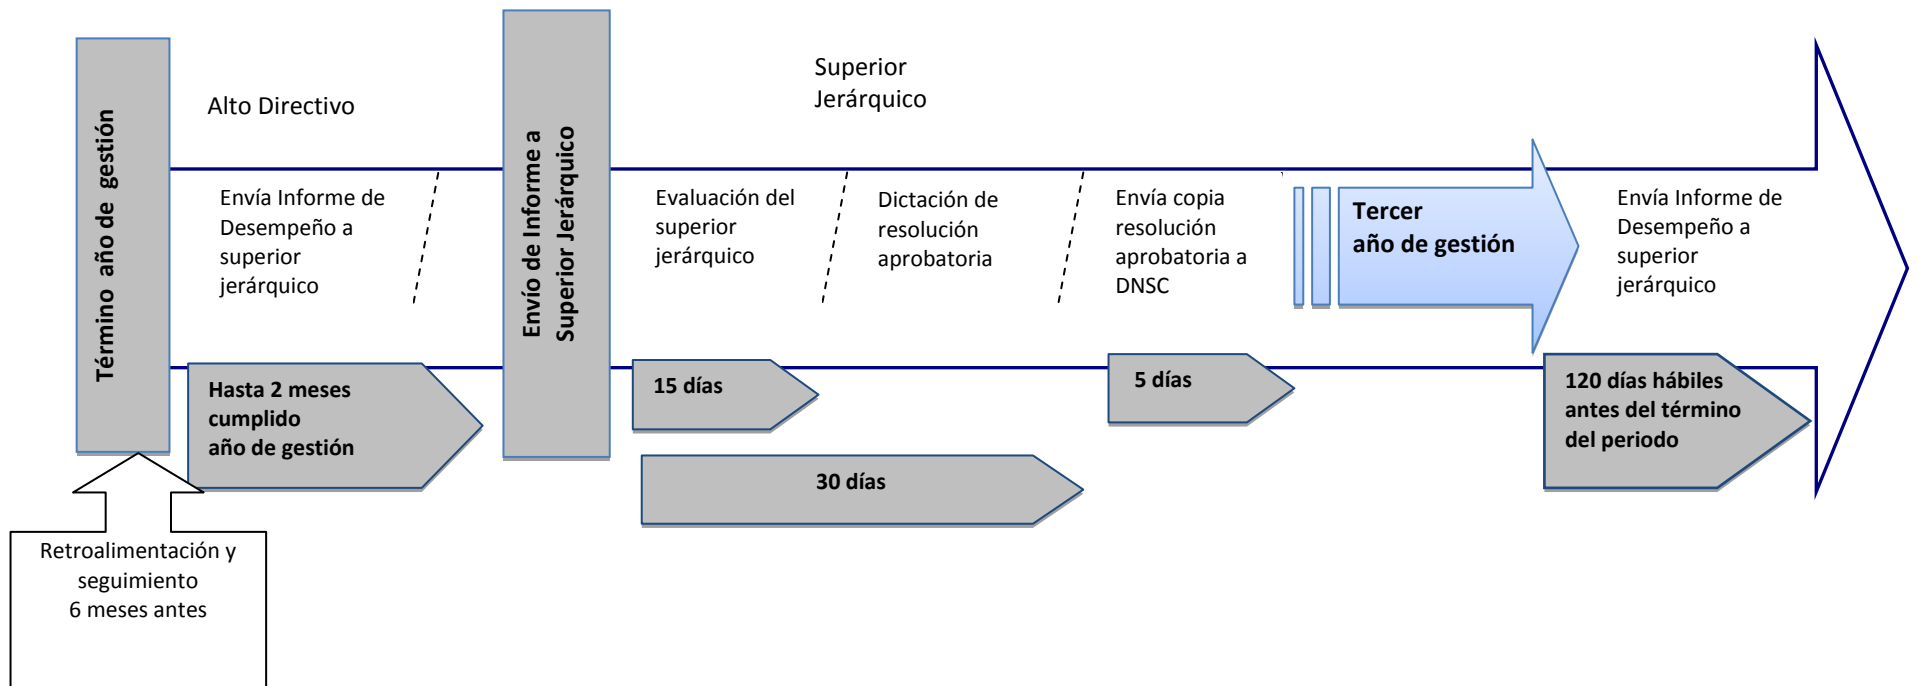 Término año de gestión
Alto Directivo
Envía Informe de
Desempeño a
superior
jerárquico
Hasta 2 meses
cumplido
año de gestión
Retroalimentación y
seguimiento
6 meses antes
Envío de Informe a
Superior Jerárquico
Superior
Jerárquico
Evaluación del
superior
jerárquico
Dictación de
resolución
aprobatoria
Envía copia
resolución
aprobatoria a
DNSC
15 días
30 días
5 días
Tercer
año de gestión
Envía Informe de
Desempeño a
superior
jerárquico
120 días hábiles
antes del término
del periodo